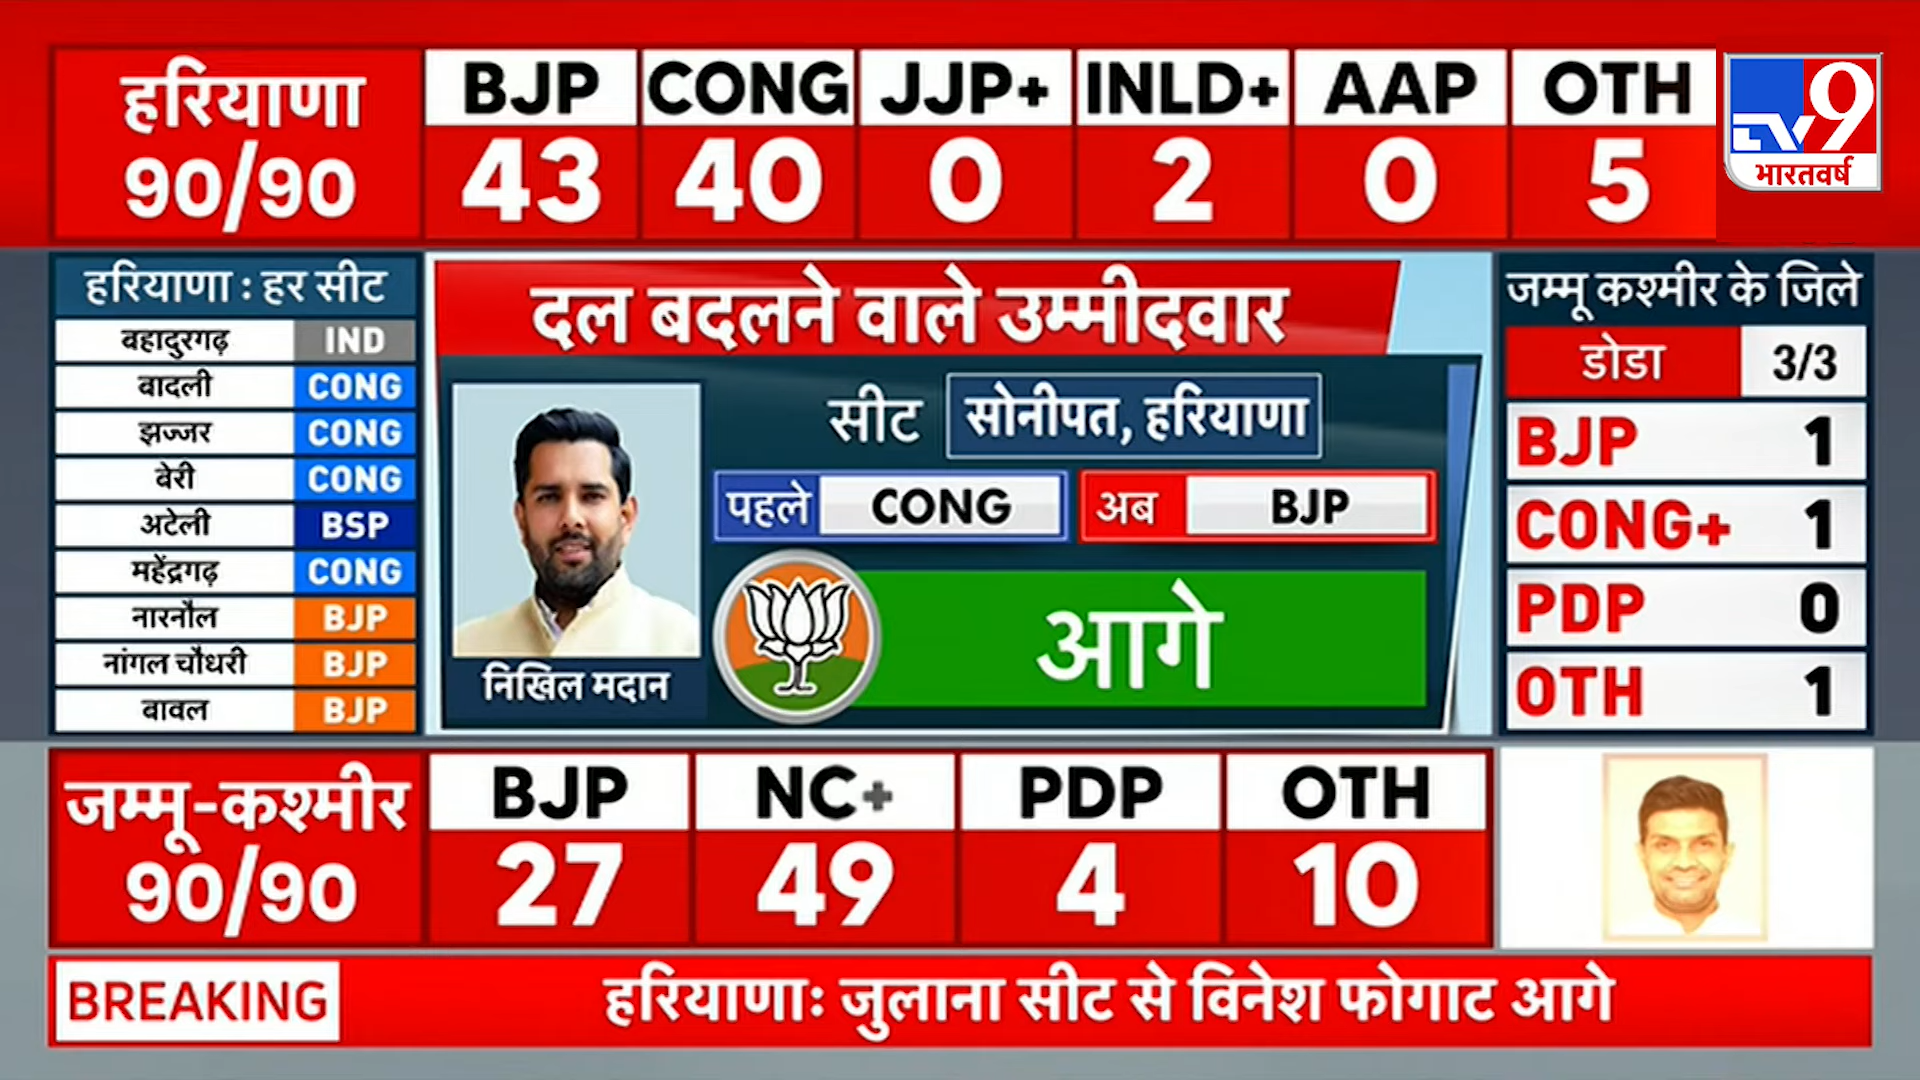 हरियाणा
90/90
BJP CONG JJP+ INLD+ AAP OTH
43 40 0 2 0 5
TV9
भारतवर्ष
हरियाणा : हर सीट
बहादुरगढ़ IND
बादली CONG
झज्जर CONG
बेरी CONG
अटेली BSP
महेंद्रगढ़ CONG
नारनौल BJP
नांगल चौधरी BJP
बावल BJP
दल बदलने वाले उम्मीदवार
सीट सोनीपत, हरियाणा
पहले CONG अब BJP
आगे
निखिल मदान
जम्मू कश्मीर के जिले
डोडा 3/3
BJP 1
CONG+ 1
PDP 0
OTH 1
जम्मू-कश्मीर
90/90
BJP NC+ PDP OTH
27 49 4 10
BREAKING हरियाणाः जुलाना सीट से विनेश फोगाट आगे